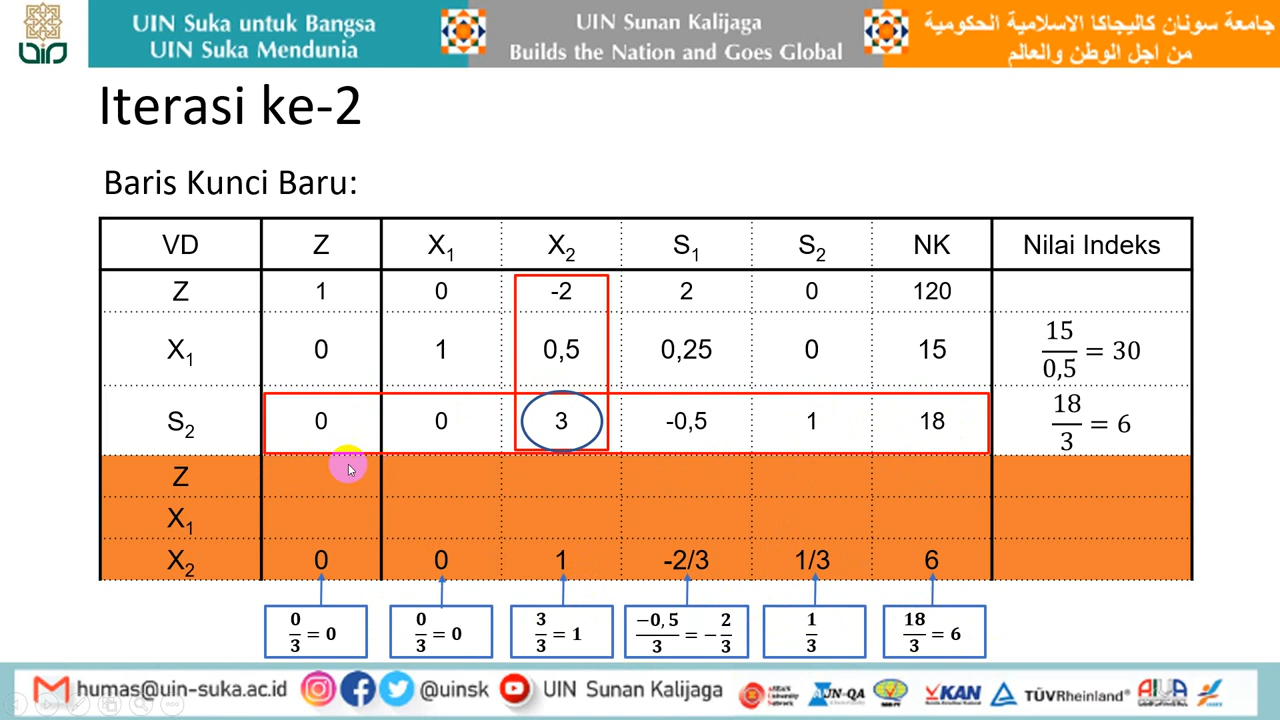 UIN Suka untuk Bangsa
UIN Suka Mendunia
UIN Sunan Kalijaga
Builds the Nation and Goes Global
جامعة سونان كاليجاكا الاسلامية الحكومية
من اجل الوطن والعالم
Iterasi ke-2
Baris Kunci Baru:
VD Z X₁ X₂ S₁ S₂ NK Nilai Indeks
Z 1 0 -2 2 0 120
X₁ 0 1 0,5 0,25 0 15 15/0,5 = 30
S₂ 0 0 3 -0,5 1 18 18/3 = 6
Z
X₁
X₂ 0 0 1 -2/3 1/3 6
0/3 = 0 0/3 = 0 3/3 = 1 −0,5/3 = −2/3 1/3 18/3 = 6
humas@uin-suka.ac.id @uinsk UIN Sunan Kalijaga KAN TÜVRheinland